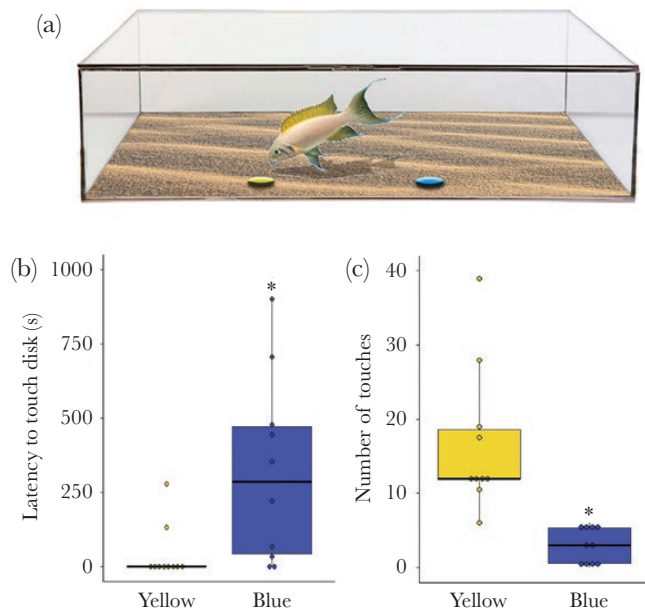 (a)
(b)
1000
750
500
250
0
Latency to touch disk (s)
*
Yellow
Blue
(c)
40
30
20
10
0
Number of touches
*
Yellow
Blue